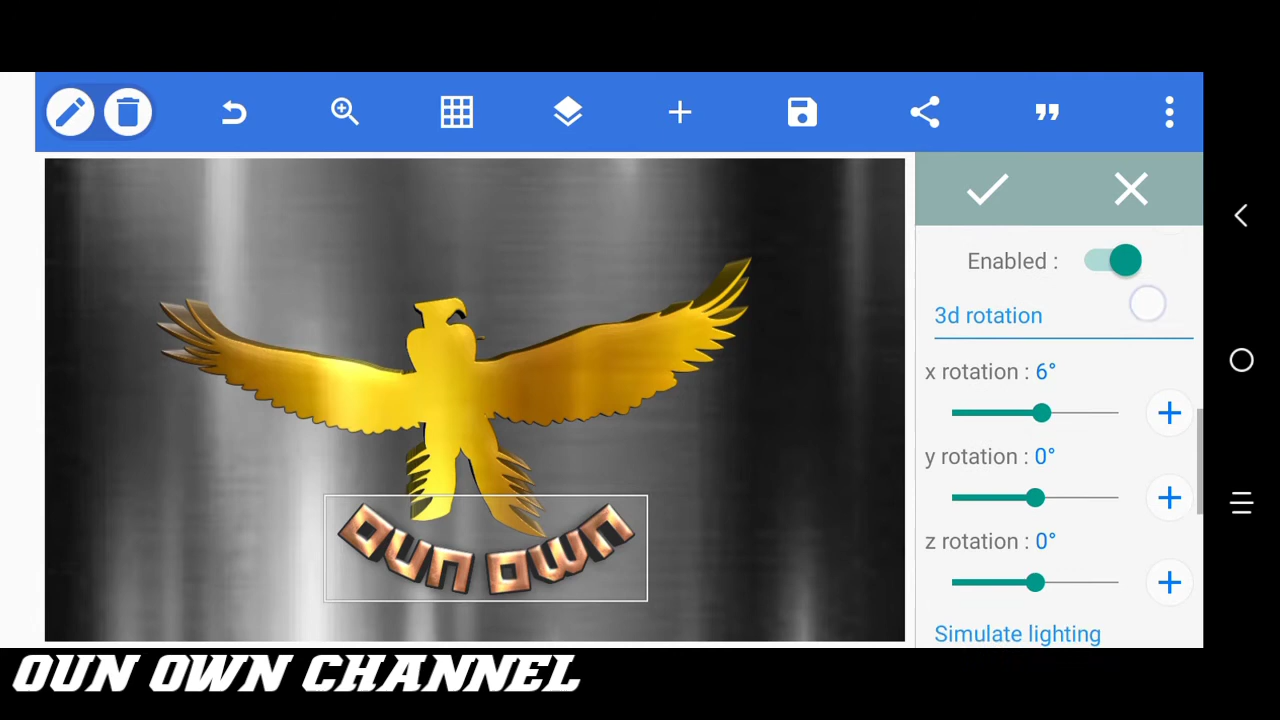 Enabled :
3d rotation
x rotation : 6°
y rotation : 0°
z rotation : 0°
Simulate lighting
OUN OWN
OUN OWN CHANNEL